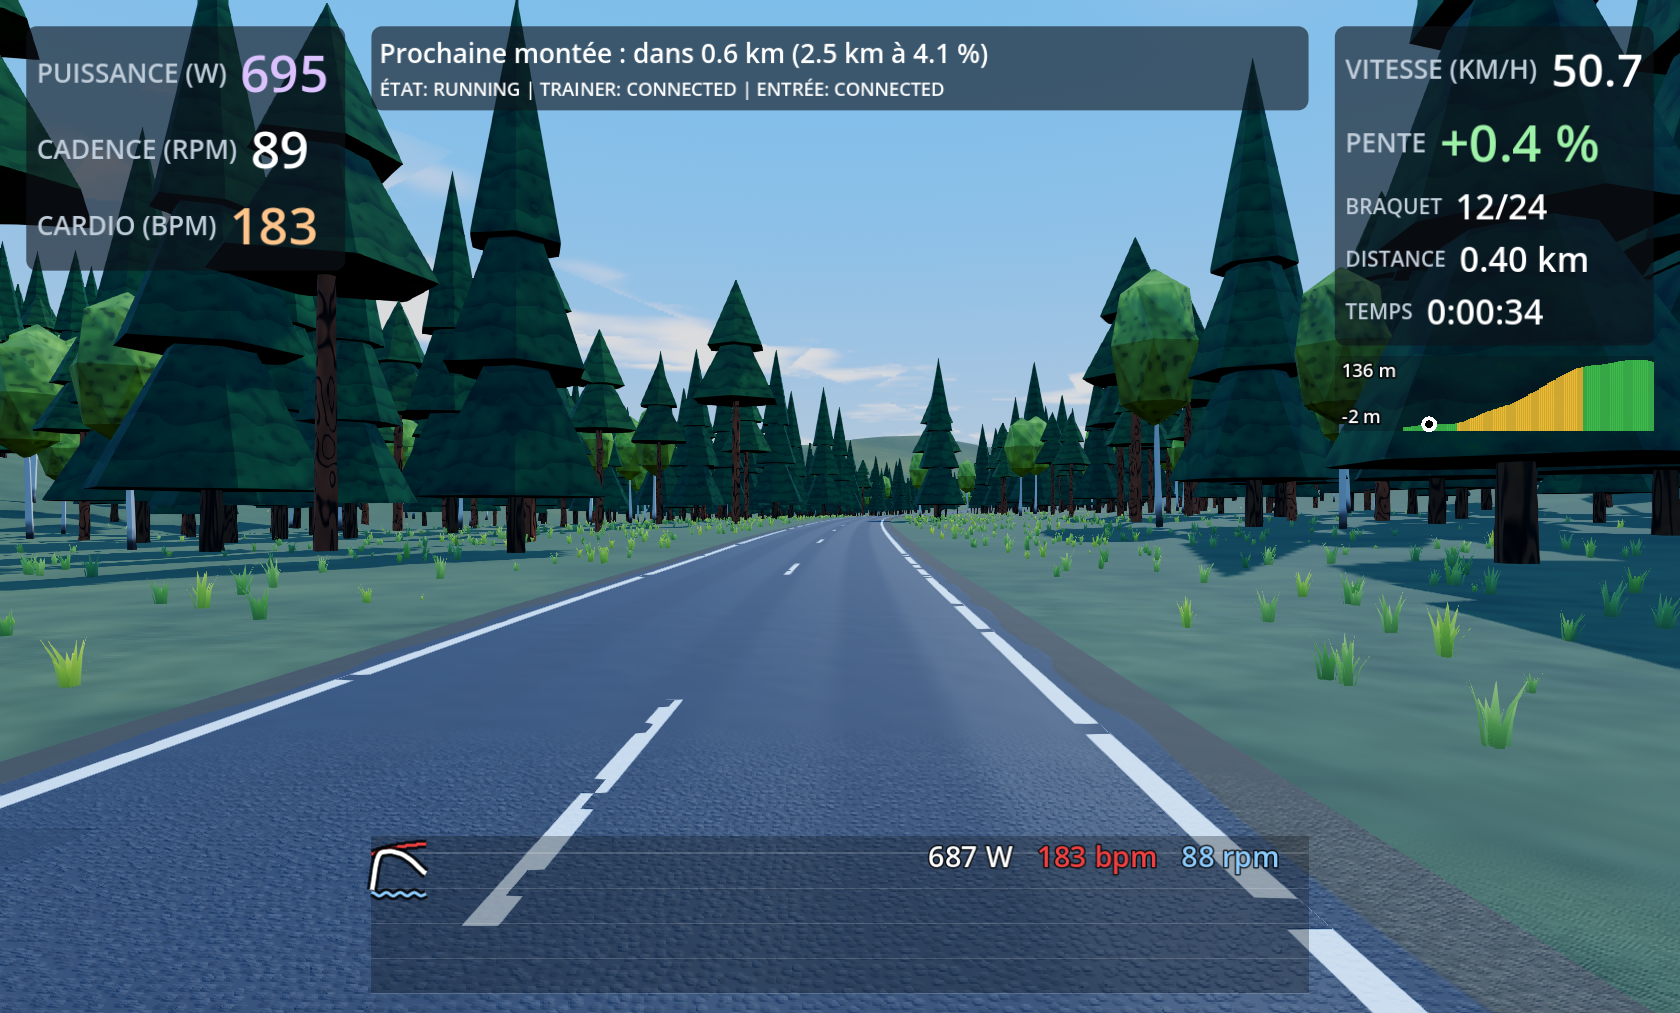 PUISSANCE (W) 695
CADENCE (RPM) 89
CARDIO (BPM) 183
Prochaine montée : dans 0.6 km (2.5 km à 4.1 %)
ÉTAT: RUNNING | TRAINER: CONNECTED | ENTRÉE: CONNECTED
VITESSE (KM/H) 50.7
PENTE +0.4 %
BRAQUET 12/24
DISTANCE 0.40 km
TEMPS 0:00:34
136 m
-2 m
687 W 183 bpm 88 rpm